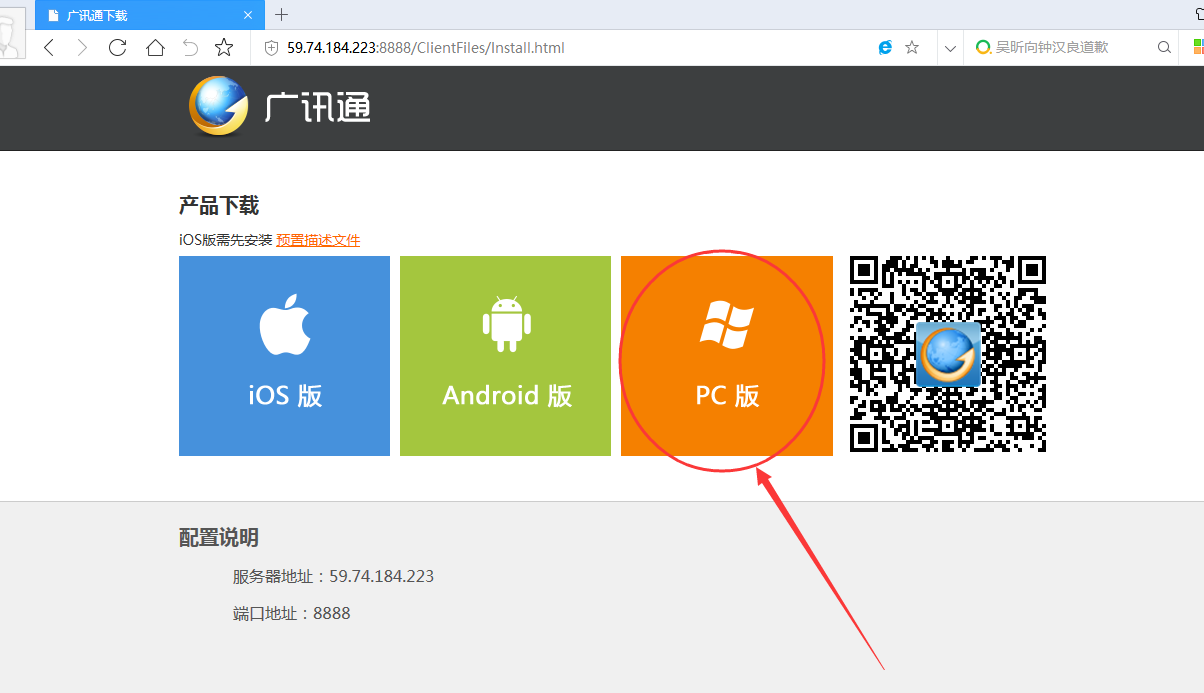 广讯通下载
59.74.184.223:8888/ClientFiles/Install.html
吴昕向钟汉良道歉
广讯通
产品下载
iOS版需先安装 预置描述文件
iOS 版
Android 版
PC 版
配置说明
服务器地址：59.74.184.223
端口地址：8888